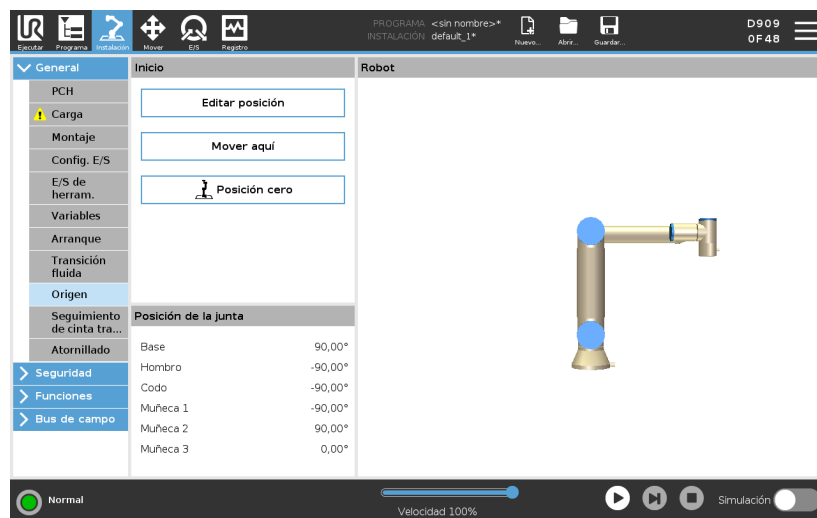 PROGRAMA <sin nombre>*
INSTALACIÓN default_1*
D909
0F48
Ejecutar Programa Instalación Mover E/S Registro Nuevo... Abrir... Guardar...
General
PCH
Carga
Montaje
Config. E/S
E/S de
herram.
Variables
Arranque
Transición
fluida
Origen
Seguimiento
de cinta tra...
Atornillado
Seguridad
Funciones
Bus de campo
Inicio
Editar posición
Mover aquí
Posición cero
Posición de la junta
Base 90,00°
Hombro -90,00°
Codo -90,00°
Muñeca 1 -90,00°
Muñeca 2 90,00°
Muñeca 3 0,00°
Robot
Normal
Velocidad 100%
Simulación